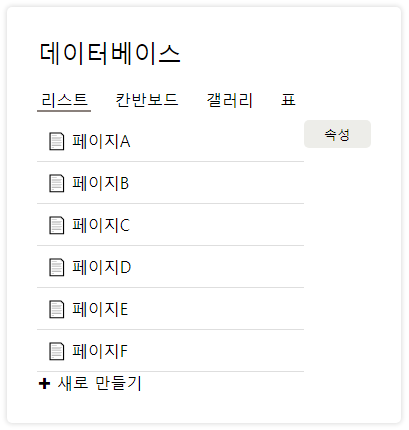 데이터베이스
리스트 칸반보드 갤러리 표
속성
페이지A
페이지B
페이지C
페이지D
페이지E
페이지F
+ 새로 만들기